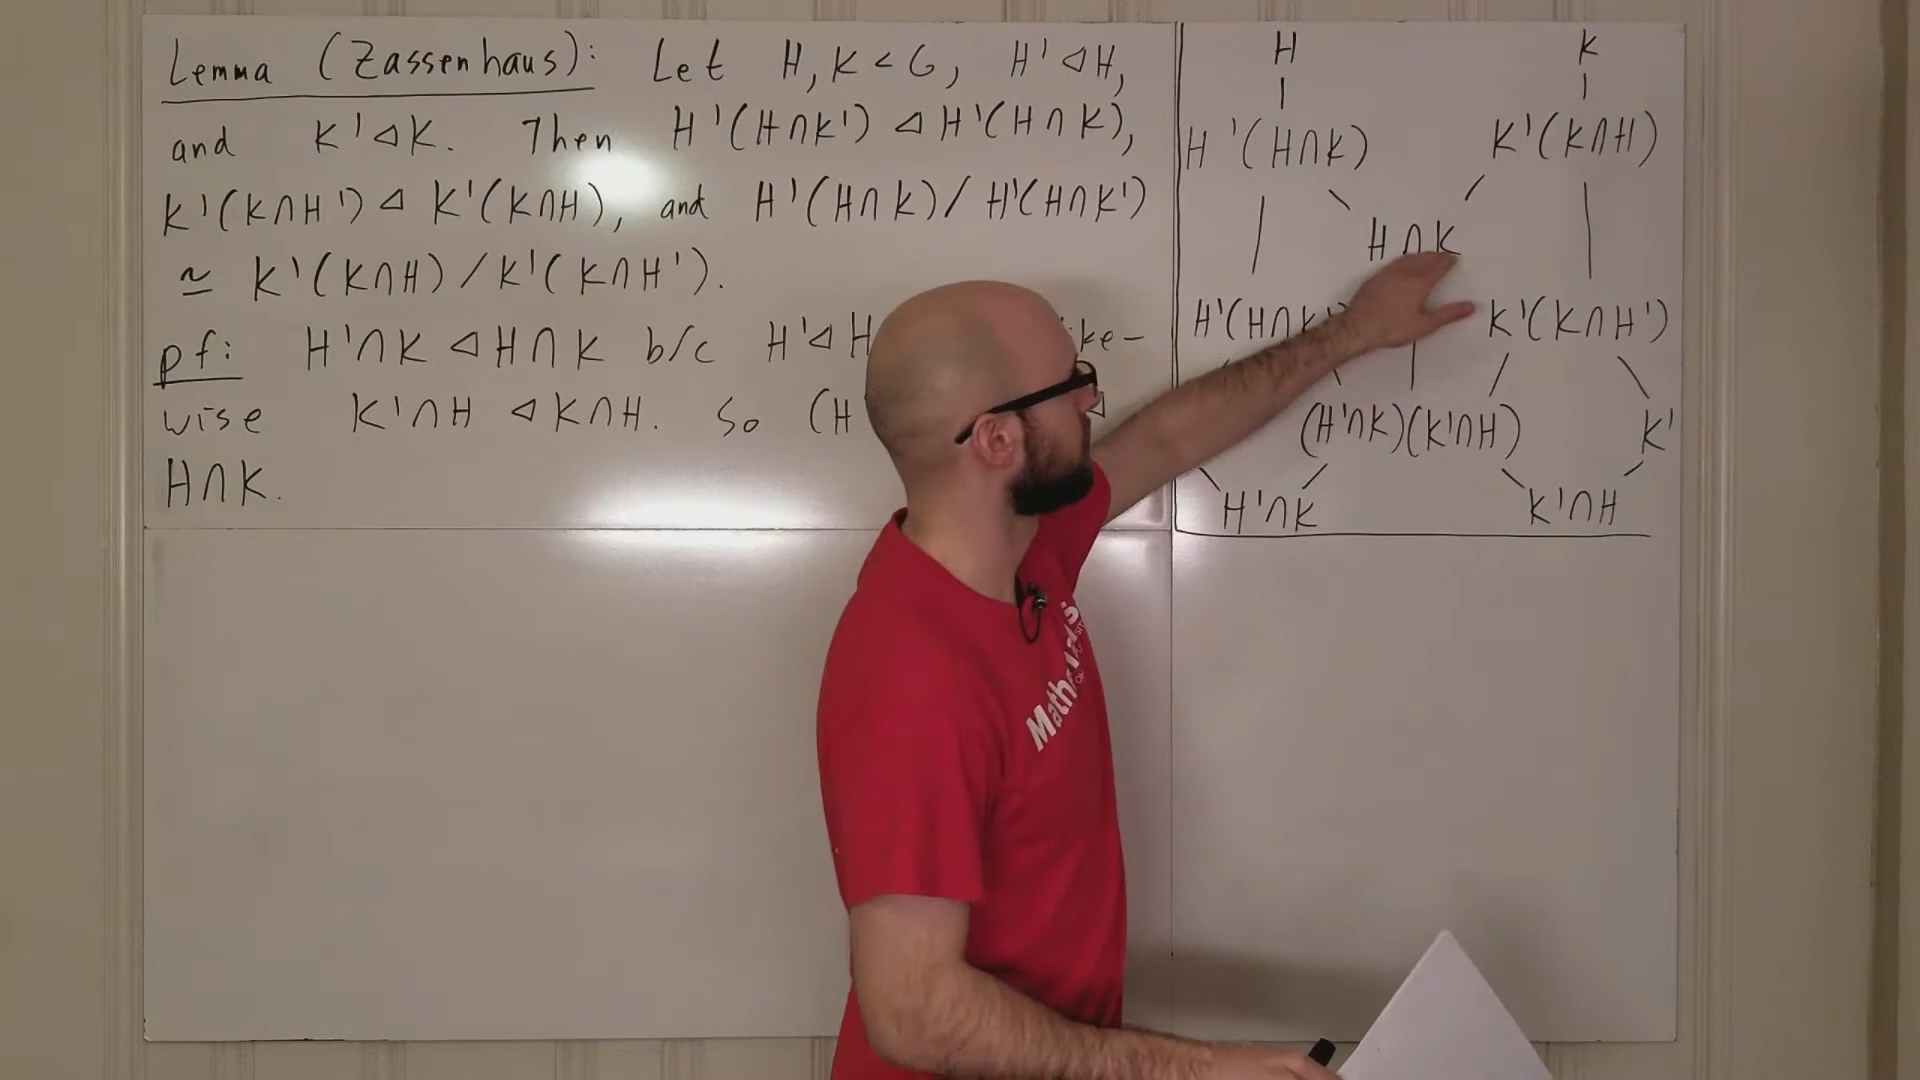 Lemma (Zassenhaus): Let H, K < G, H' ◁ H,
and K' ◁ K. Then H'(H∩K') ◁ H'(H∩K),
K'(K∩H') ◁ K'(K∩H), and H'(H∩K) / H'(H∩K')
≃ K'(K∩H) / K'(K∩H').
pf: H'∩K ◁ H∩K b/c H' ◁ H
wise K'∩H ◁ K∩H. So (H ◁
H∩K.
H K
H'(H∩K) K'(K∩H)
H∩K
H'(H∩K' K'(K∩H')
(H'∩K)(K'∩H) K'
H'∩K K'∩H